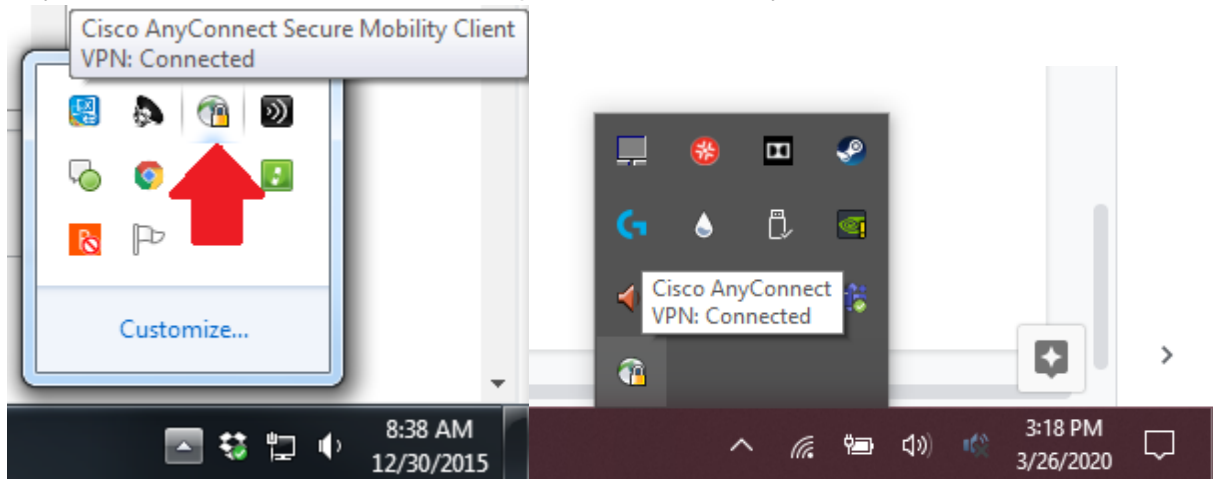 Cisco AnyConnect Secure Mobility Client
VPN: Connected
Customize...
8:38 AM
12/30/2015
Cisco AnyConnect
VPN: Connected
3:18 PM
3/26/2020